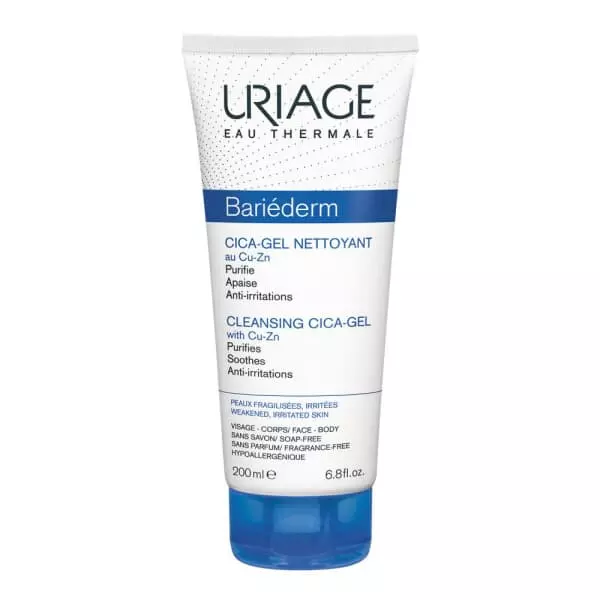 URIAGE
EAU THERMALE
Bariéderm
CICA-GEL NETTOYANT
au Cu-Zn
Purifie
Apaise
Anti-irritations
CLEANSING CICA-GEL
with Cu-Zn
Purifies
Soothes
Anti-irritations
PEAUX FRAGILISÉES, IRRITÉES
WEAKENED, IRRITATED SKIN
VISAGE - CORPS/ FACE - BODY
SANS SAVON/ SOAP-FREE
SANS PARFUM/ FRAGRANCE-FREE
HYPOALLERGÉNIQUE
200 ml ℮ 6.8fl.oz.